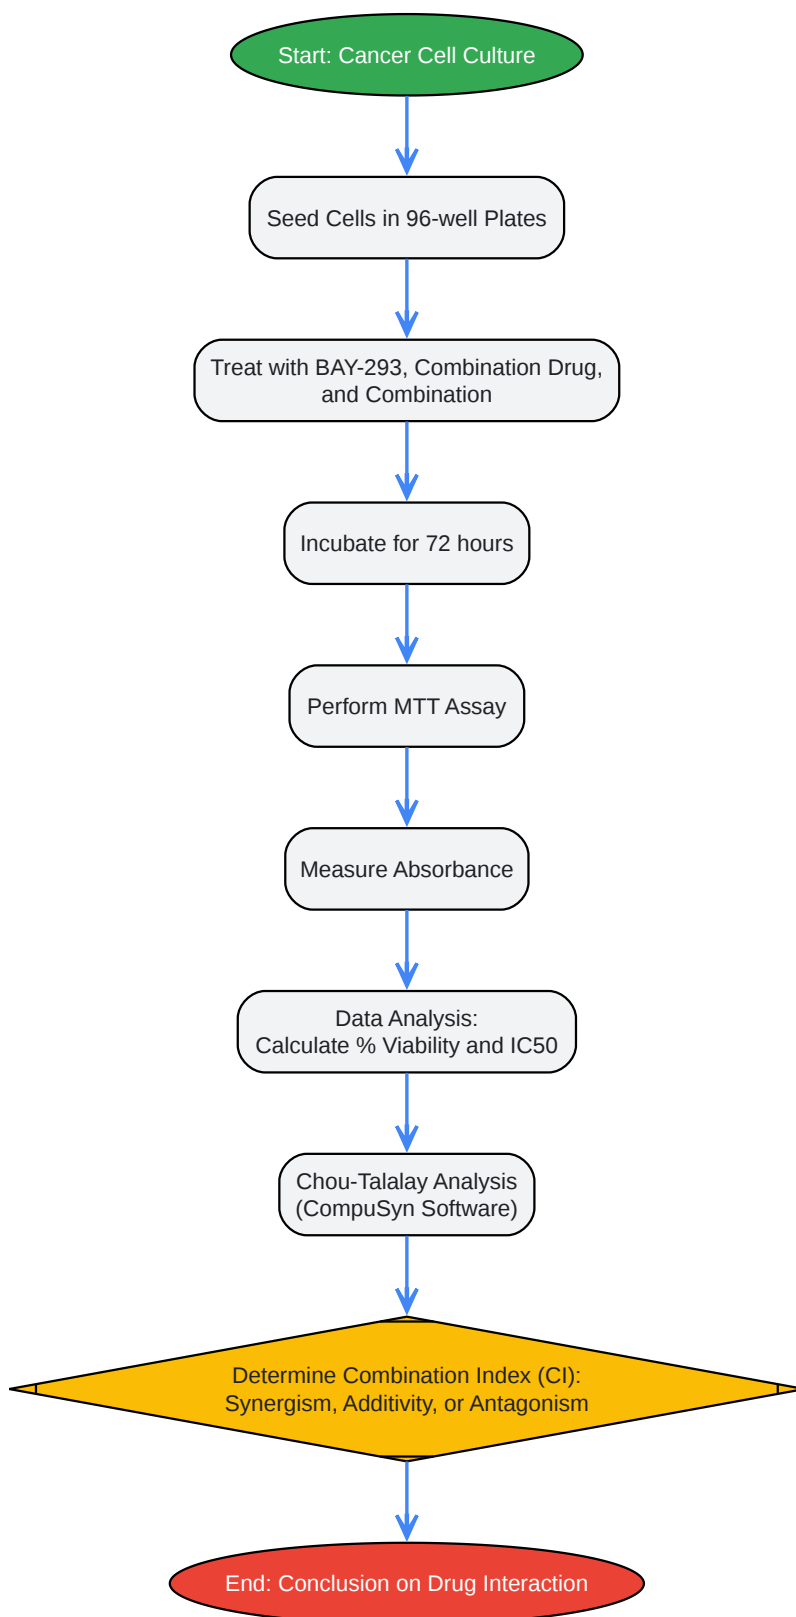 Start: Cancer Cell Culture
Seed Cells in 96-well Plates
Treat with BAY-293, Combination Drug,
and Combination
Incubate for 72 hours
Perform MTT Assay
Measure Absorbance
Data Analysis:
Calculate % Viability and IC50
Chou-Talalay Analysis
(CompuSyn Software)
Determine Combination Index (CI):
Synergism, Additivity, or Antagonism
End: Conclusion on Drug Interaction